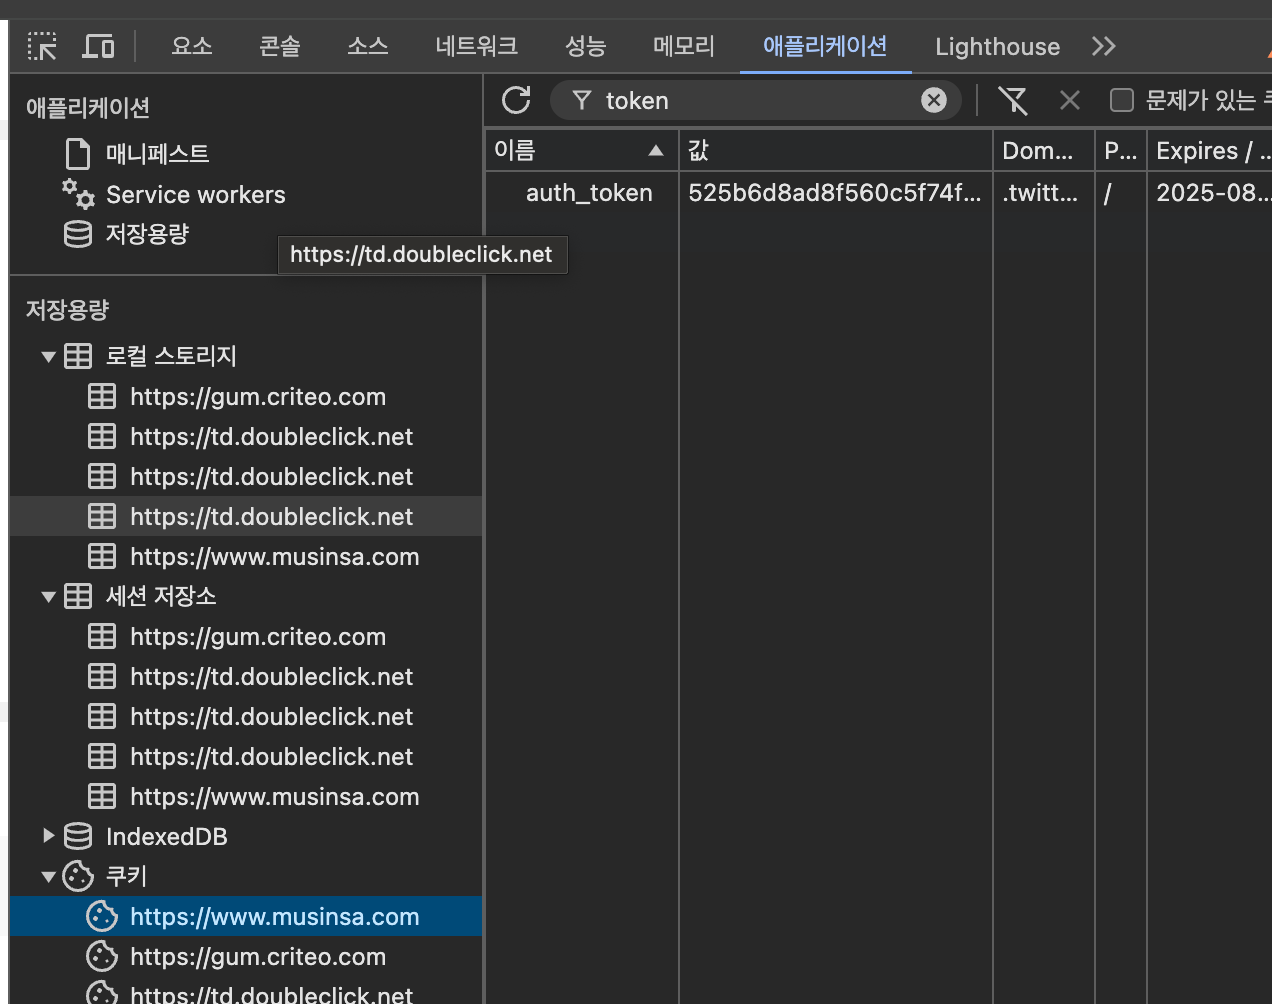 요소 콘솔 소스 네트워크 성능 메모리 애플리케이션 Lighthouse
애플리케이션
매니페스트
Service workers
저장용량
https://td.doubleclick.net
저장용량
로컬 스토리지
https://gum.criteo.com
https://td.doubleclick.net
https://td.doubleclick.net
https://td.doubleclick.net
https://www.musinsa.com
세션 저장소
https://gum.criteo.com
https://td.doubleclick.net
https://td.doubleclick.net
https://td.doubleclick.net
https://www.musinsa.com
IndexedDB
쿠키
https://www.musinsa.com
https://gum.criteo.com
https://td.doubleclick.net
token 문제가 있는
이름 값 Dom... P... Expires / ...
auth_token 525b6d8ad8f560c5f74f... .twitt... / 2025-08...